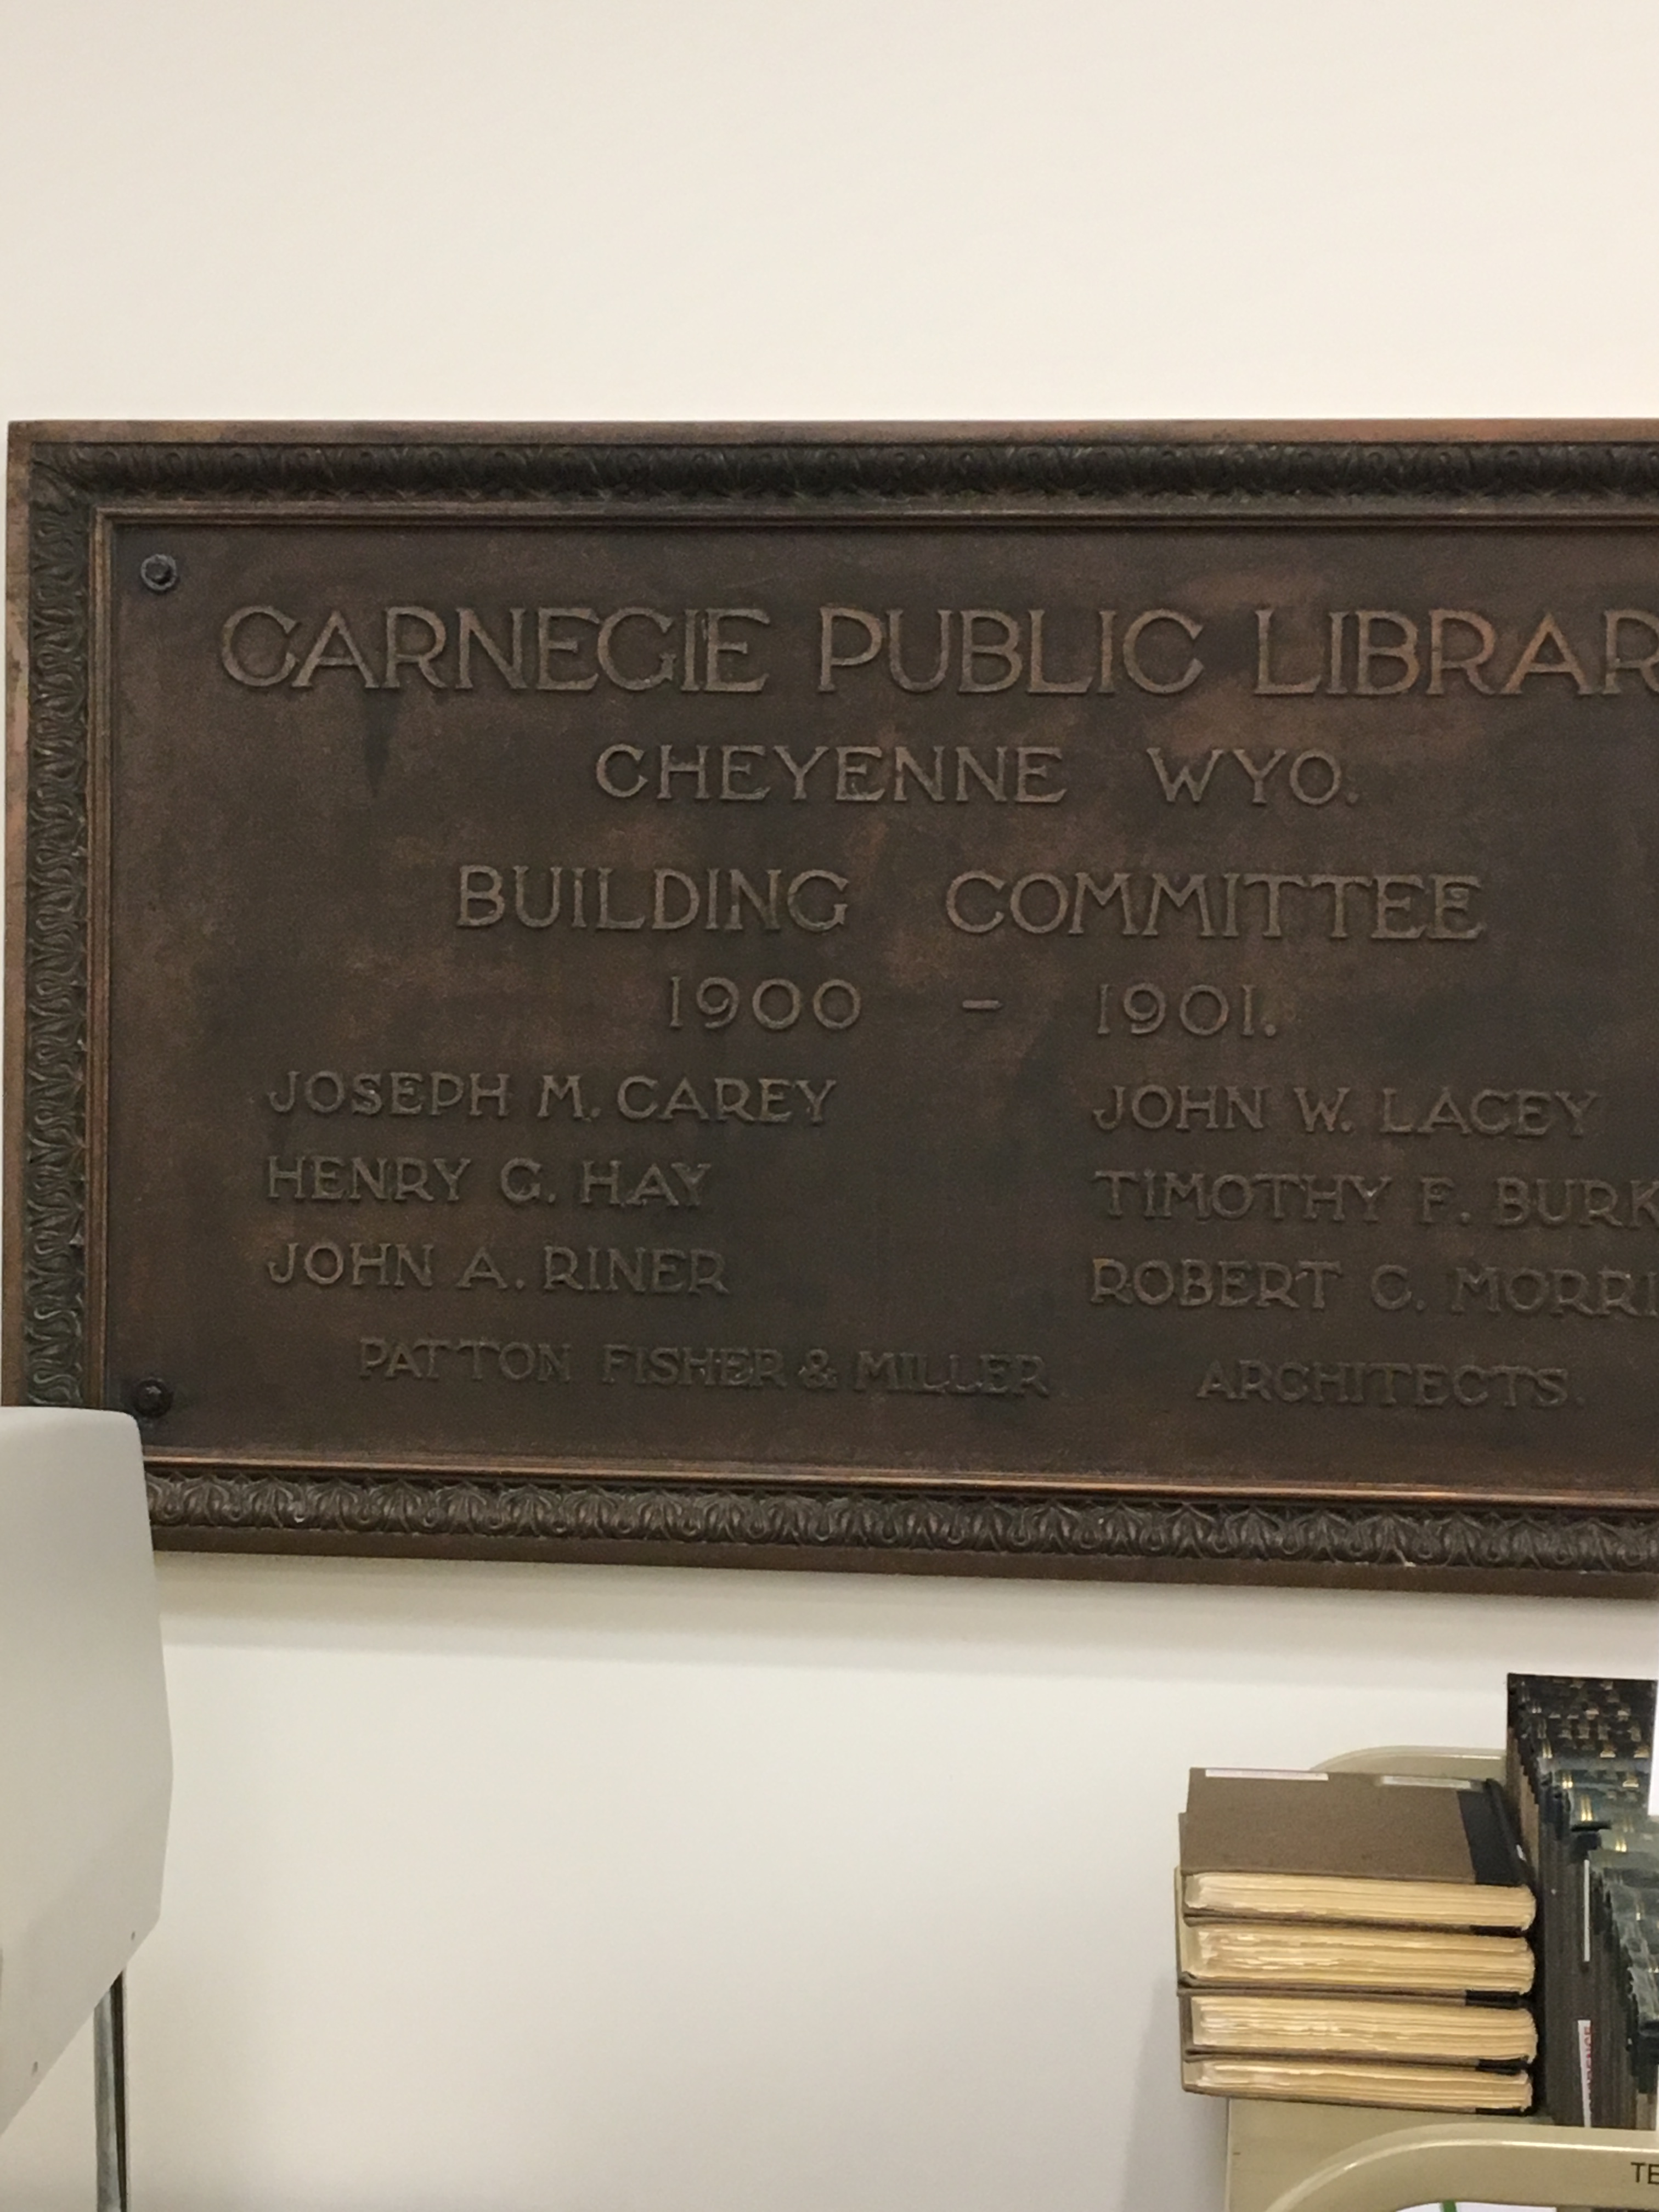 CARNEGIE PUBLIC LIBRAR
CHEYENNE WYO.
BUILDING COMMITTEE
1900 - 1901.
JOSEPH M. CAREY JOHN W. LACEY
HENRY G. HAY TIMOTHY F. BURK
JOHN A. RINER ROBERT C. MORRI
PATTON FISHER & MILLER ARCHITECTS.
TE